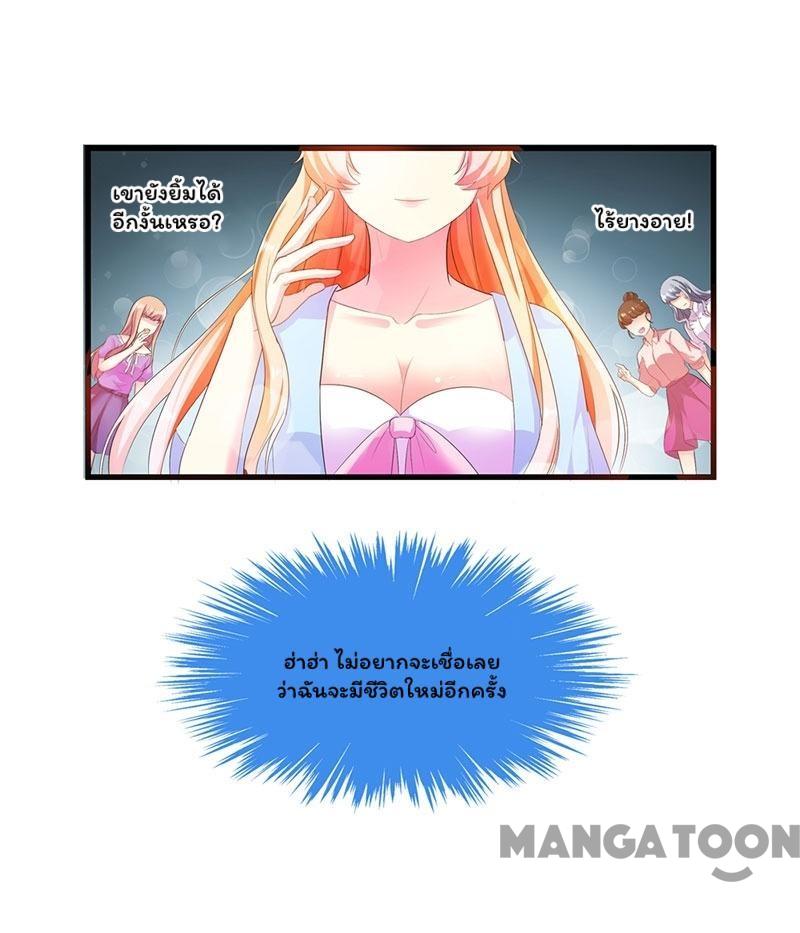 เขายังยิ้มได้
อีกงั้นเหรอ?
ไร้ยางอาย!
ฮ่าฮ่า ไม่อยากจะเชื่อเลย
ว่าฉันจะมีชีวิตใหม่อีกครั้ง
MANGATOON